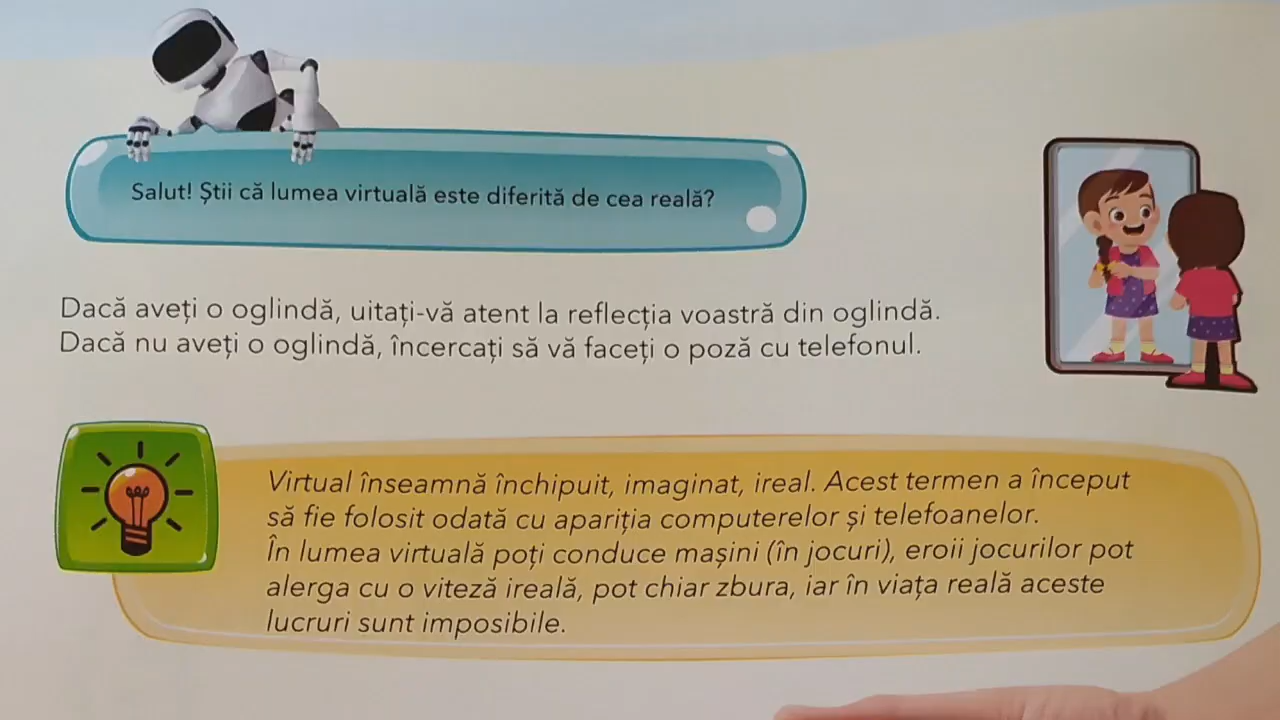 Salut! Știi că lumea virtuală este diferită de cea reală?
Dacă aveți o oglindă, uitați-vă atent la reflecția voastră din oglindă.
Dacă nu aveți o oglindă, încercați să vă faceți o poză cu telefonul.
Virtual înseamnă închipuit, imaginat, ireal. Acest termen a început
să fie folosit odată cu apariția computerelor și telefoanelor.
În lumea virtuală poți conduce mașini (în jocuri), eroii jocurilor pot
alerga cu o viteză ireală, pot chiar zbura, iar în viața reală aceste
lucruri sunt imposibile.